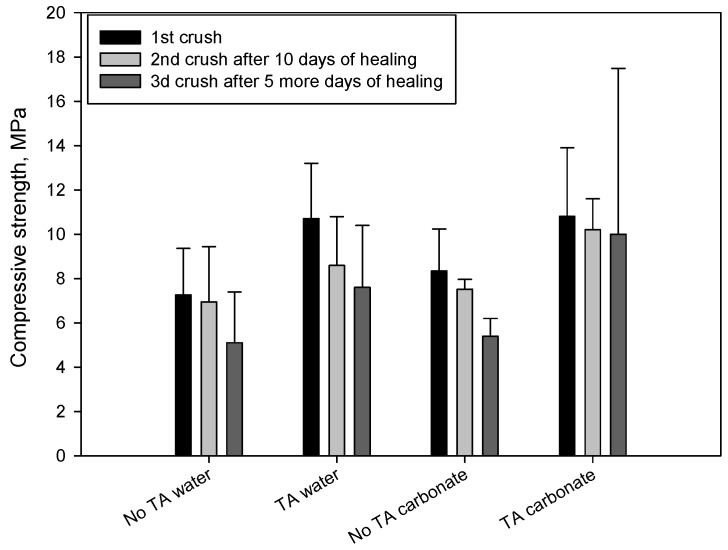 20
18
16
14
12
10
8
6
4
2
0
Compressive strength, MPa
1st crush
2nd crush after 10 days of healing
3d crush after 5 more days of healing
No TA water
TA water
No TA carbonate
TA carbonate